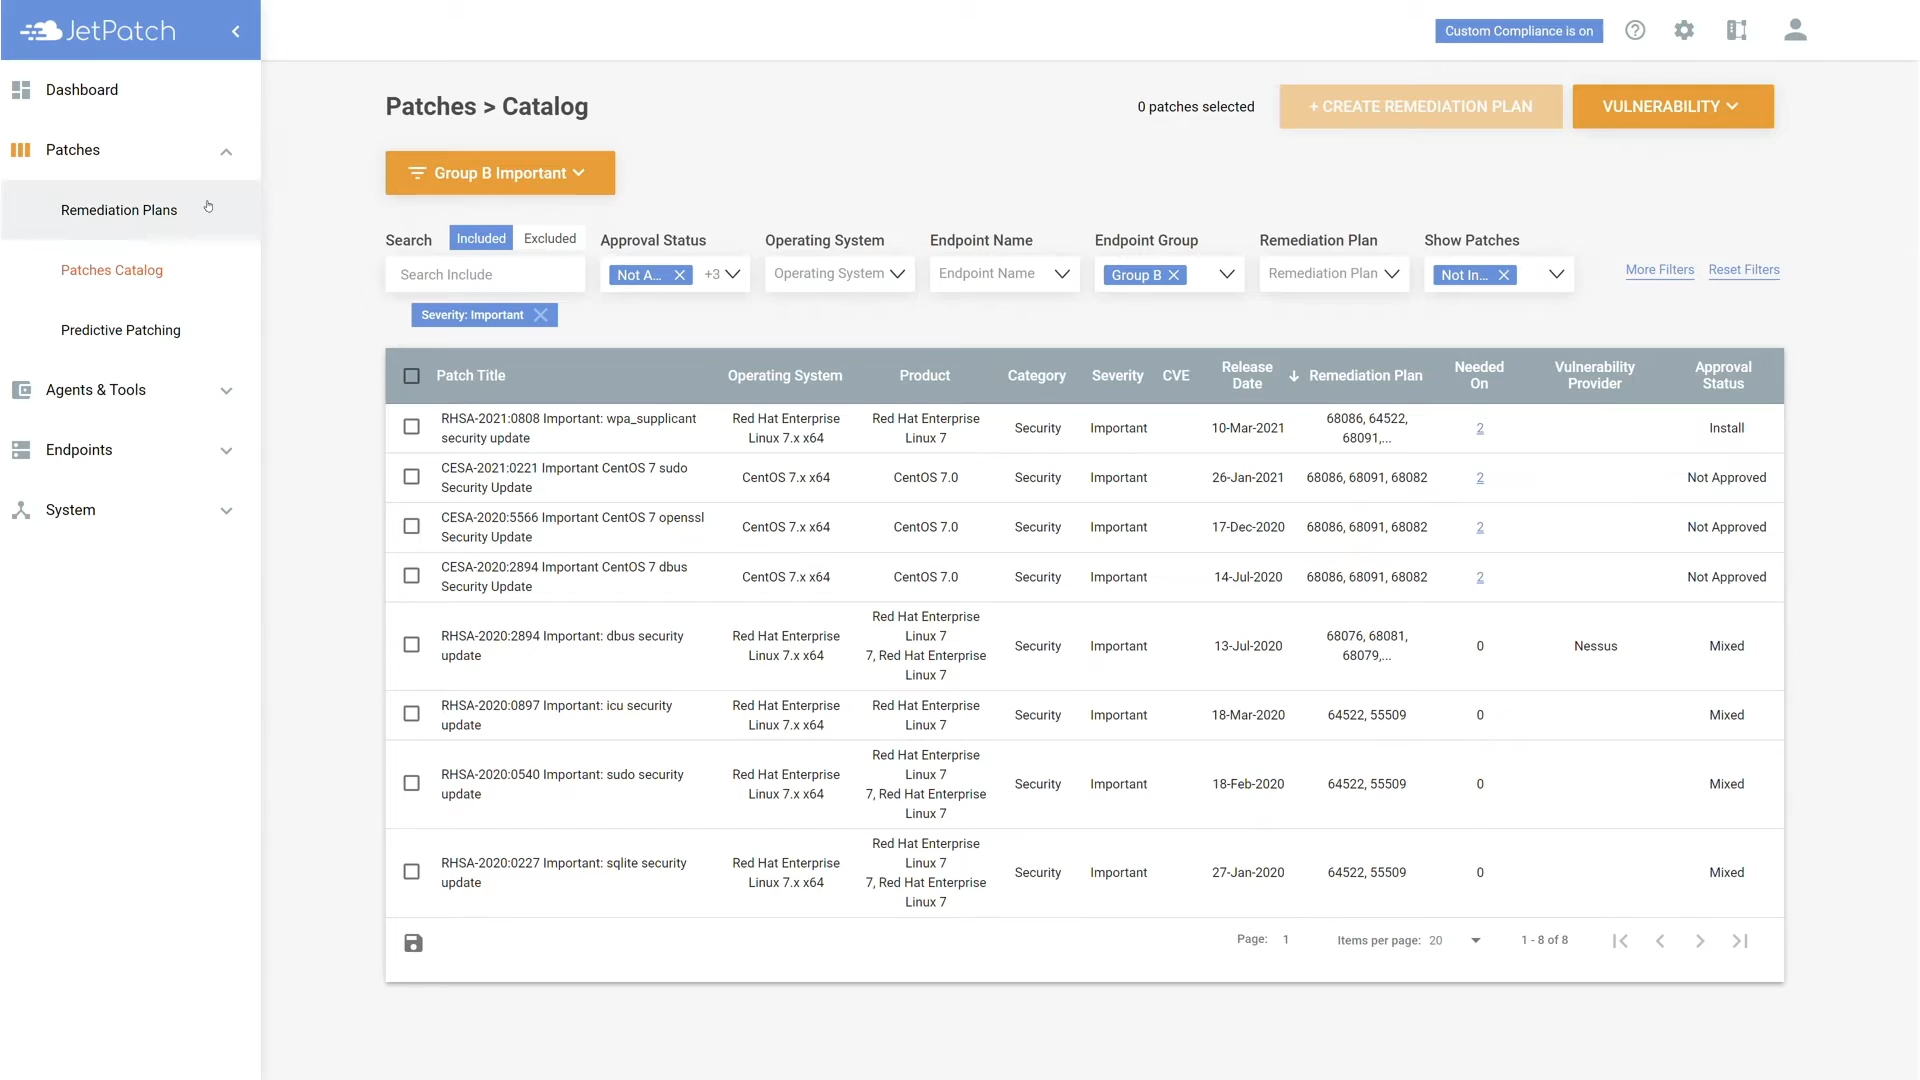 JetPatch
Custom Compliance is on
Dashboard
Patches
Remediation Plans
Patches Catalog
Predictive Patching
Agents & Tools
Endpoints
System
Patches > Catalog
0 patches selected
+ CREATE REMEDIATION PLAN
VULNERABILITY
Group B Important
Search
Included
Excluded
Search Include
Approval Status
Not A...
+3
Operating System
Operating System
Endpoint Name
Endpoint Name
Endpoint Group
Group B
Remediation Plan
Remediation Plan
Show Patches
Not In...
More Filters
Reset Filters
Severity: Important
Patch Title
Operating System
Product
Category
Severity
CVE
Release
Date
Remediation Plan
Needed
On
Vulnerability
Provider
Approval
Status
RHSA-2021:0808 Important: wpa_supplicant
security update
Red Hat Enterprise
Linux 7.x x64
Red Hat Enterprise
Linux 7
Security
Important
10-Mar-2021
68086, 64522,
68091,...
2
Install
CESA-2021:0221 Important CentOS 7 sudo
Security Update
CentOS 7.x x64
CentOS 7.0
Security
Important
26-Jan-2021
68086, 68091, 68082
2
Not Approved
CESA-2020:5566 Important CentOS 7 openssl
Security Update
CentOS 7.x x64
CentOS 7.0
Security
Important
17-Dec-2020
68086, 68091, 68082
2
Not Approved
CESA-2020:2894 Important CentOS 7 dbus
Security Update
CentOS 7.x x64
CentOS 7.0
Security
Important
14-Jul-2020
68086, 68091, 68082
2
Not Approved
RHSA-2020:2894 Important: dbus security
update
Red Hat Enterprise
Linux 7.x x64
Red Hat Enterprise
Linux 7
7, Red Hat Enterprise
Linux 7
Security
Important
13-Jul-2020
68076, 68081,
68079,...
0
Nessus
Mixed
RHSA-2020:0897 Important: icu security
update
Red Hat Enterprise
Linux 7.x x64
Red Hat Enterprise
Linux 7
Security
Important
18-Mar-2020
64522, 55509
0
Mixed
RHSA-2020:0540 Important: sudo security
update
Red Hat Enterprise
Linux 7.x x64
Red Hat Enterprise
Linux 7
7, Red Hat Enterprise
Linux 7
Security
Important
18-Feb-2020
64522, 55509
0
Mixed
RHSA-2020:0227 Important: sqlite security
update
Red Hat Enterprise
Linux 7.x x64
Red Hat Enterprise
Linux 7
7, Red Hat Enterprise
Linux 7
Security
Important
27-Jan-2020
64522, 55509
0
Mixed
Page: 1
Items per page: 20
1 - 8 of 8